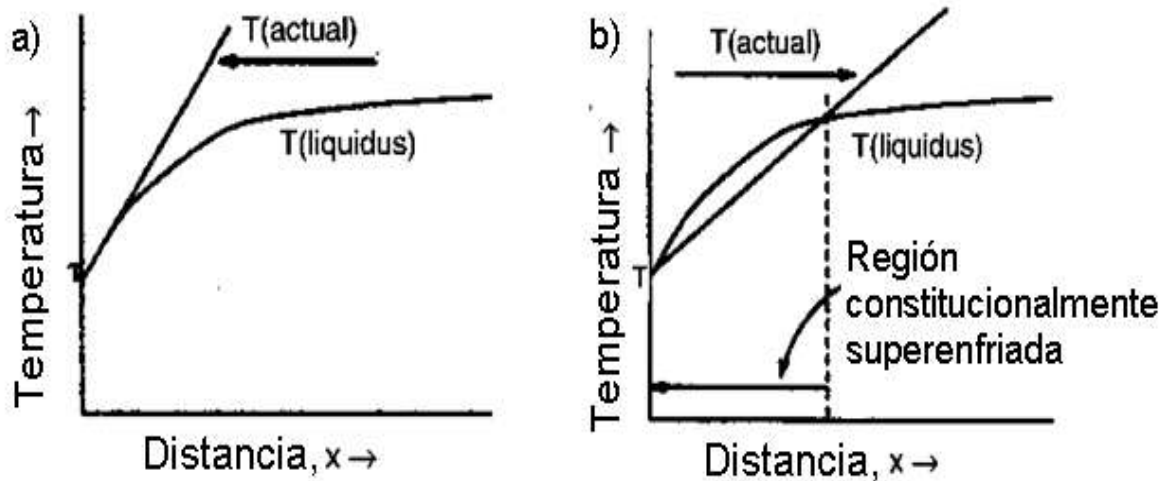 a)
T(actual)
T(liquidus)
T
Temperatura →
Distancia, x →
b)
T(actual)
T(liquidus)
T
Región
constitucionalmente
superenfriada
Temperatura →
Distancia, x →